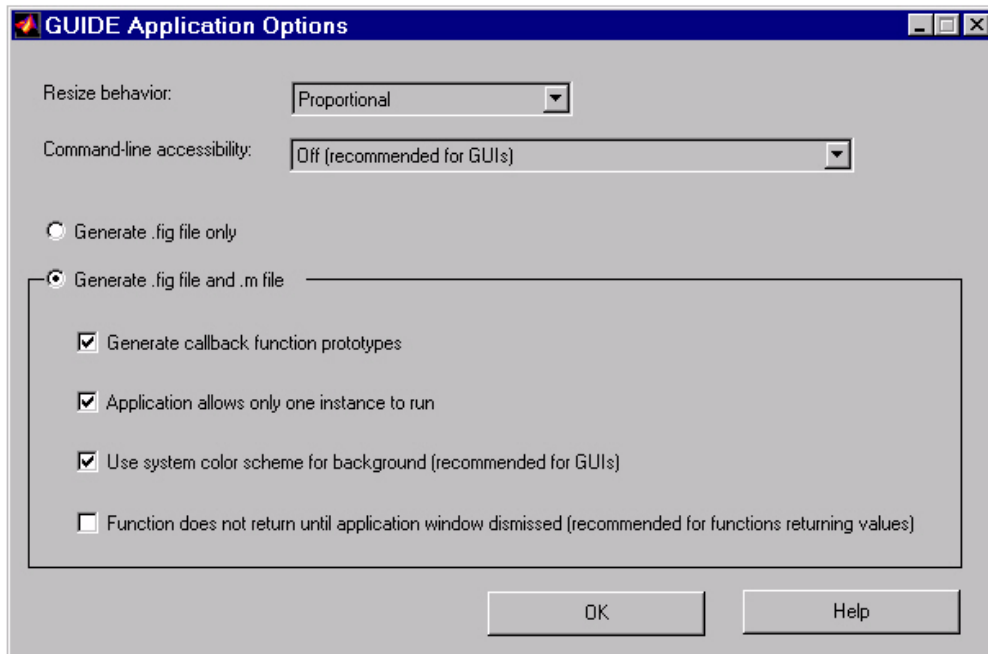 GUIDE Application Options
Resize behavior:
Proportional
Command-line accessibility:
Off (recommended for GUIs)
Generate .fig file only
Generate .fig file and .m file
Generate callback function prototypes
Application allows only one instance to run
Use system color scheme for background (recommended for GUIs)
Function does not return until application window dismissed (recommended for functions returning values)
OK
Help